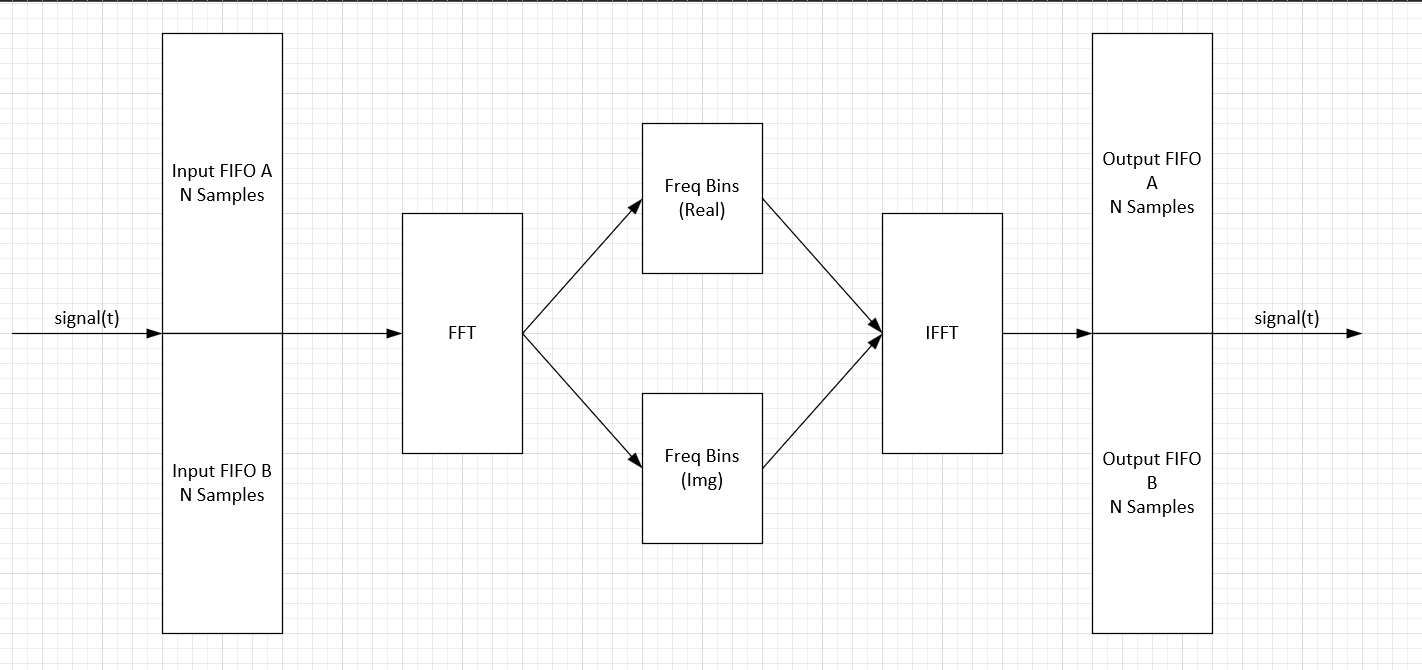 signal(t)
Input FIFO A
N Samples
Input FIFO B
N Samples
FFT
Freq Bins
(Real)
Freq Bins
(Img)
IFFT
Output FIFO
A
N Samples
Output FIFO
B
N Samples
signal(t)